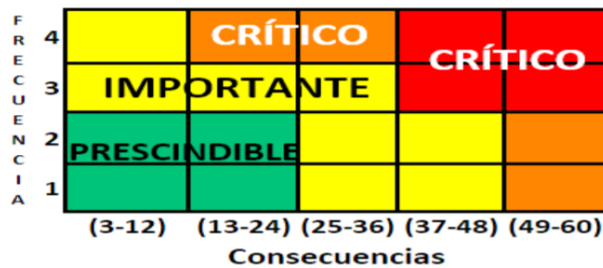 FRECUENCIA
4
CRÍTICO
CRÍTICO
3
IMPORTANTE
2
PRESCINDIBLE
1
(3-12) (13-24) (25-36) (37-48) (49-60)
Consecuencias